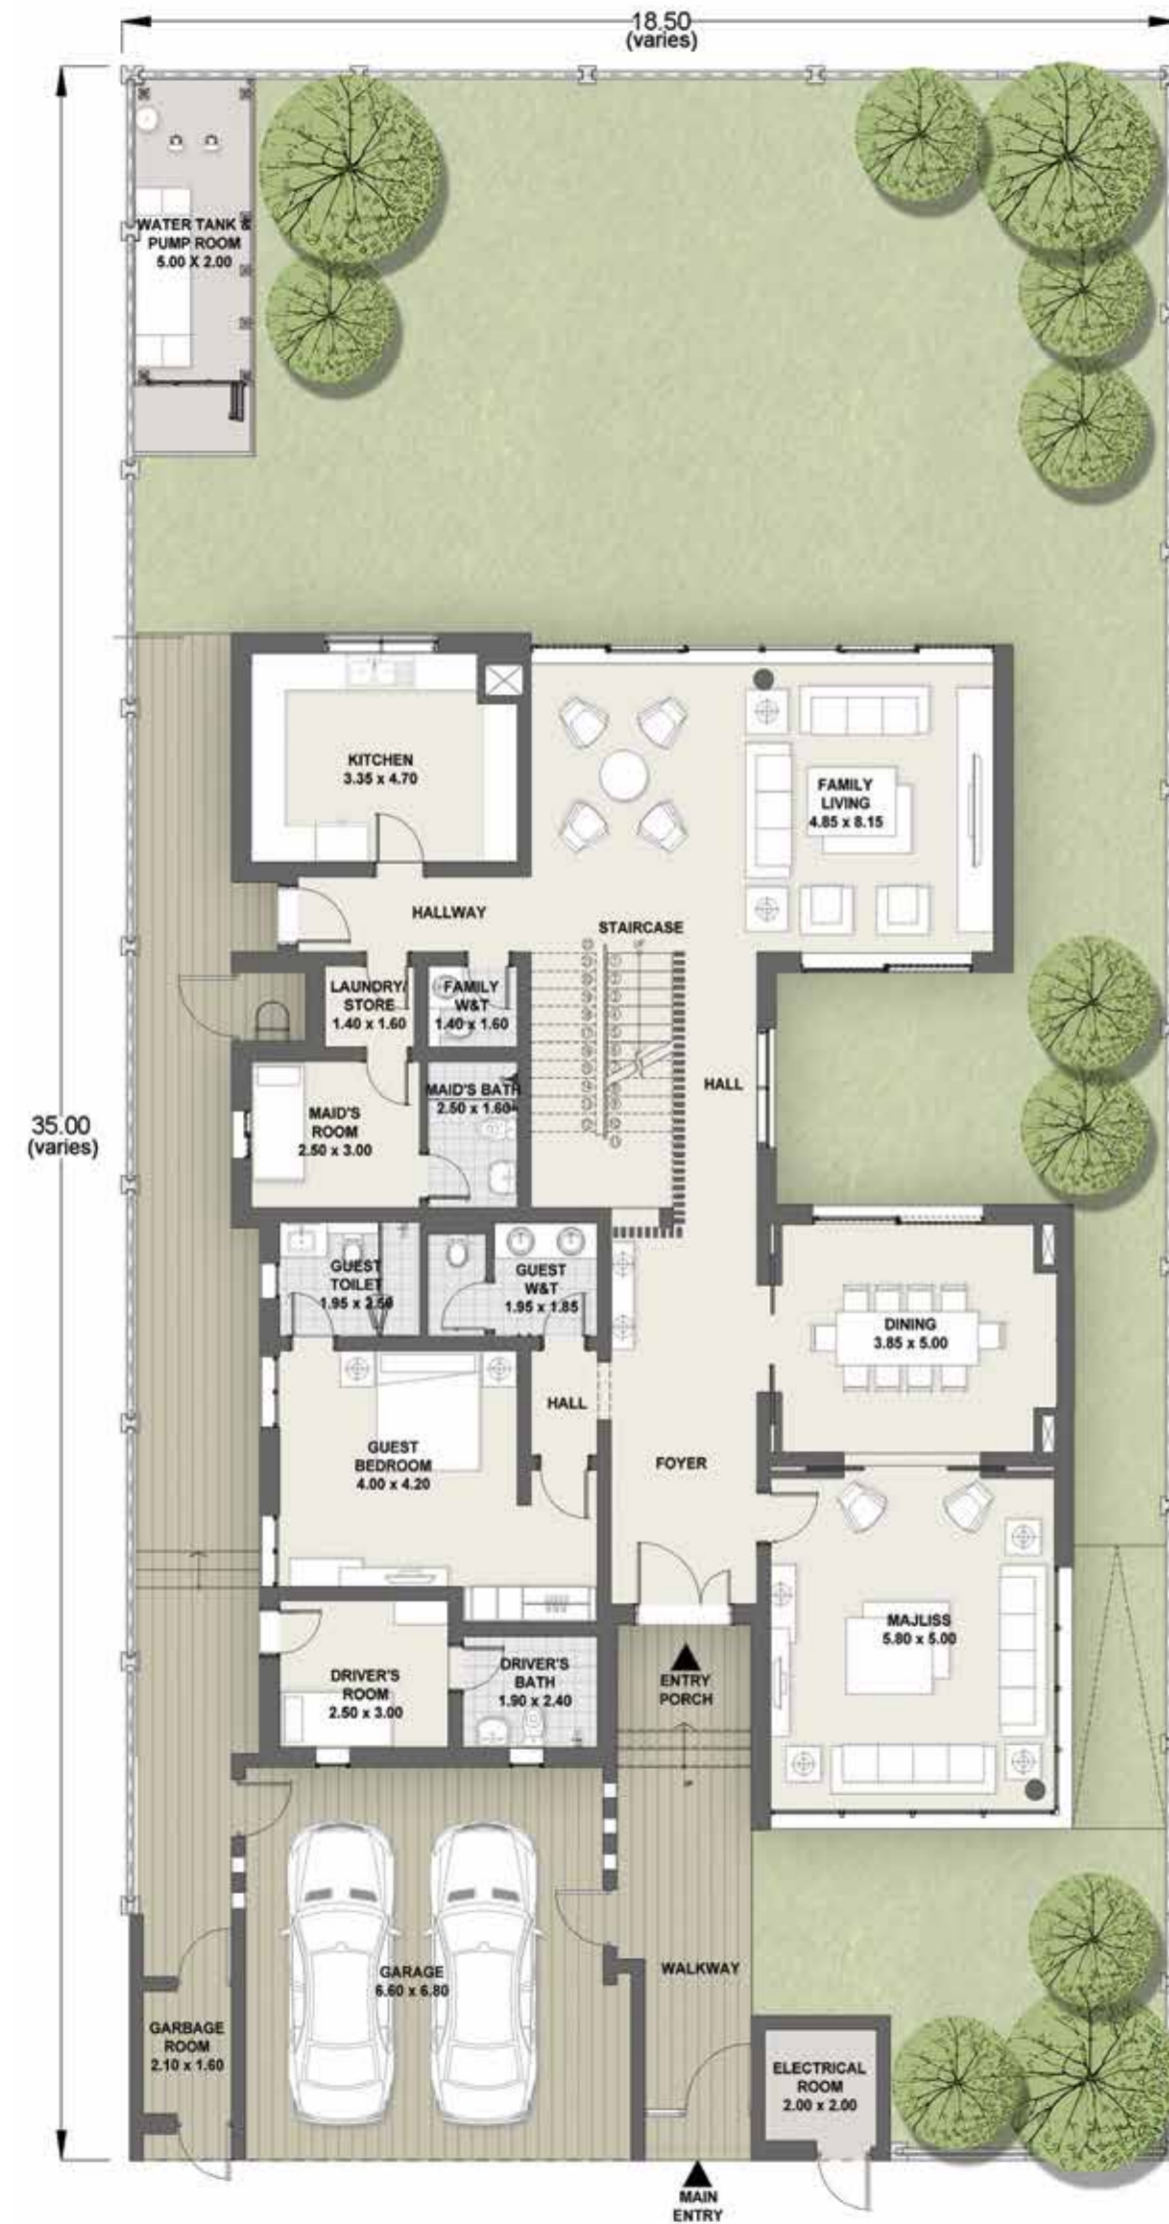 18.50
(varies)
WATER TANK &
PUMP ROOM
5.00 X 2.00
KITCHEN
3.35 x 4.70
FAMILY
LIVING
4.85 x 8.15
HALLWAY
STAIRCASE
LAUNDRY/
STORE
1.40 x 1.60
FAMILY
W&T
1.40 x 1.60
HALL
MAID'S BATH
2.50 x 1.60
MAID'S
ROOM
2.50 x 3.00
35.00
(varies)
GUEST
TOILET
1.95 x 2.50
GUEST
W&T
1.95 x 1.85
DINING
3.85 x 5.00
HALL
GUEST
BEDROOM
4.00 x 4.20
FOYER
MAJLISS
5.80 x 5.00
DRIVER'S
ROOM
2.50 x 3.00
DRIVER'S
BATH
1.90 x 2.40
ENTRY
PORCH
UP
GARAGE
6.60 x 6.80
WALKWAY
GARBAGE
ROOM
2.10 x 1.60
ELECTRICAL
ROOM
2.00 x 2.00
MAIN
ENTRY